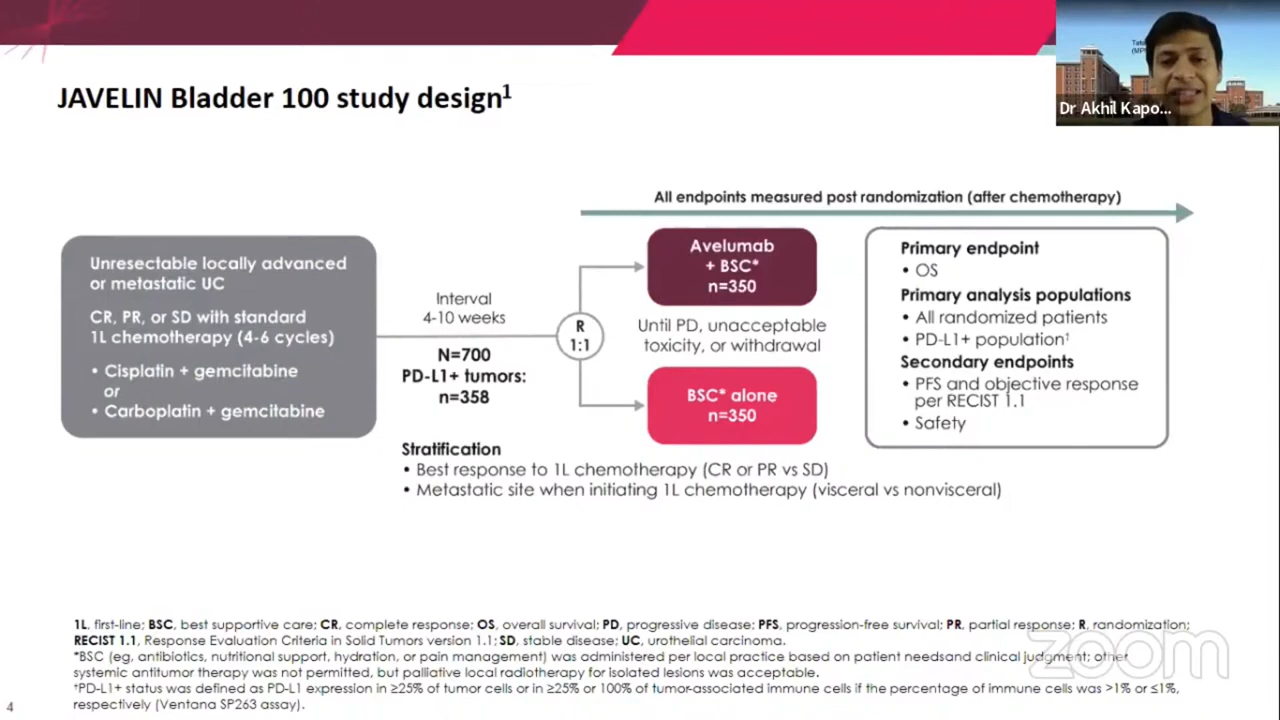 JAVELIN Bladder 100 study design1
Dr Akhil Kapo...
All endpoints measured post randomization (after chemotherapy)
Unresectable locally advanced
or metastatic UC
CR, PR, or SD with standard
1L chemotherapy (4-6 cycles)
• Cisplatin + gemcitabine
or
• Carboplatin + gemcitabine
Interval
4-10 weeks
N=700
PD-L1+ tumors:
n=358
R
1:1
Avelumab
+ BSC*
n=350
Until PD, unacceptable
toxicity, or withdrawal
BSC* alone
n=350
Primary endpoint
• OS
Primary analysis populations
• All randomized patients
• PD-L1+ population†
Secondary endpoints
• PFS and objective response
per RECIST 1.1
• Safety
Stratification
• Best response to 1L chemotherapy (CR or PR vs SD)
• Metastatic site when initiating 1L chemotherapy (visceral vs nonvisceral)
1L, first-line; BSC, best supportive care; CR, complete response; OS, overall survival; PD, progressive disease; PFS, progression-free survival; PR, partial response; R, randomization;
RECIST 1.1, Response Evaluation Criteria in Solid Tumors version 1.1; SD, stable disease; UC, urothelial carcinoma.
*BSC (eg, antibiotics, nutritional support, hydration, or pain management) was administered per local practice based on patient needsand clinical judgment; other
systemic antitumor therapy was not permitted, but palliative local radiotherapy for isolated lesions was acceptable.
†PD-L1+ status was defined as PD-L1 expression in ≥25% of tumor cells or in ≥25% or 100% of tumor-associated immune cells if the percentage of immune cells was >1% or ≤1%,
respectively (Ventana SP263 assay).
4
zoom